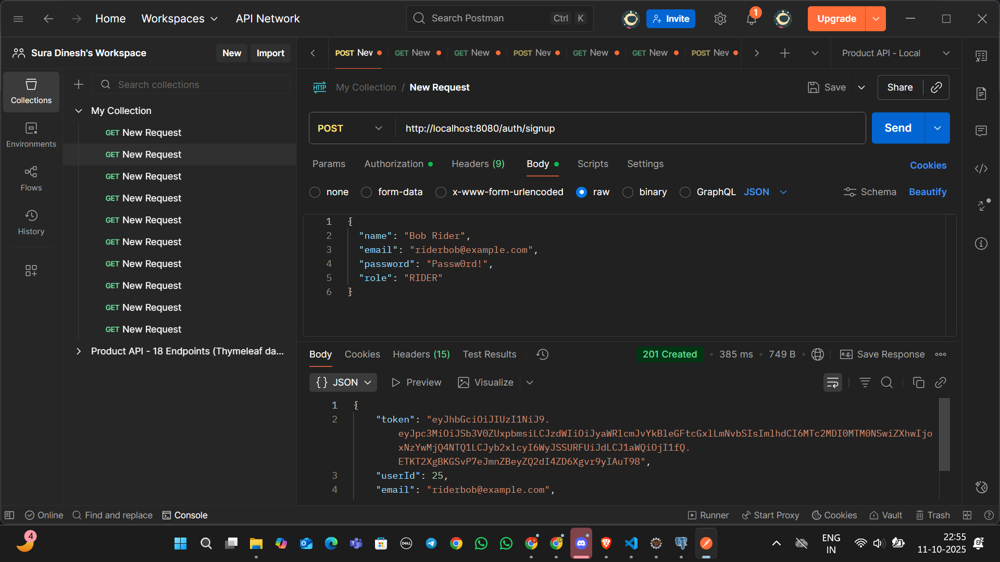 Home
Workspaces
API Network
Search Postman
Ctrl
K
Invite
1
Upgrade
Sura Dinesh's Workspace
New
Import
POST Nev
GET New
GET New
POST Nev
GET New
GET New
POST Nev
Product API - Local
Collections
Environments
Flows
History
Search collections
My Collection
GET New Request
GET New Request
GET New Request
GET New Request
GET New Request
GET New Request
GET New Request
GET New Request
GET New Request
GET New Request
Product API - 18 Endpoints (Thymeleaf da...
HTTP
My Collection / New Request
Save
Share
POST
http://localhost:8080/auth/signup
Send
Params
Authorization
Headers (9)
Body
Scripts
Settings
Cookies
none
form-data
x-www-form-urlencoded
raw
binary
GraphQL
JSON
Schema
Beautify
1 {
2 "name": "Bob Rider",
3 "email": "riderbob@example.com",
4 "password": "Passw0rd!",
5 "role": "RIDER"
6 }
Body
Cookies
Headers (15)
Test Results
201 Created
385 ms
749 B
e.g.
Save Response
{} JSON
Preview
Visualize
1 {
2 "token": "eyJhbGciOiJIUzI1NiJ9.
eyJpc3MiOiJSb3V0ZUxpbmsiLCJzdWIiOiJyaWRlcmJvYkBleGFtcGxlLmNvbSIsImlhdCI6MTc2MDI0MTM0NSwiZXhwIjo
xNzYwMjQ4NTQ1LCJyb2xlcyI6WyJSSURFUiJdLCJ1aWQiOjI1fQ.
ETKT2XgBKGSvP7eJmnZBeyZQ2dI4ZD6Xgvr9yIAuT98",
3 "userId": 25,
4 "email": "riderbob@example.com",
Online
Find and replace
Console
Runner
Start Proxy
Cookies
Vault
Trash
4
DELL
ENG
IN
22:55
11-10-2025